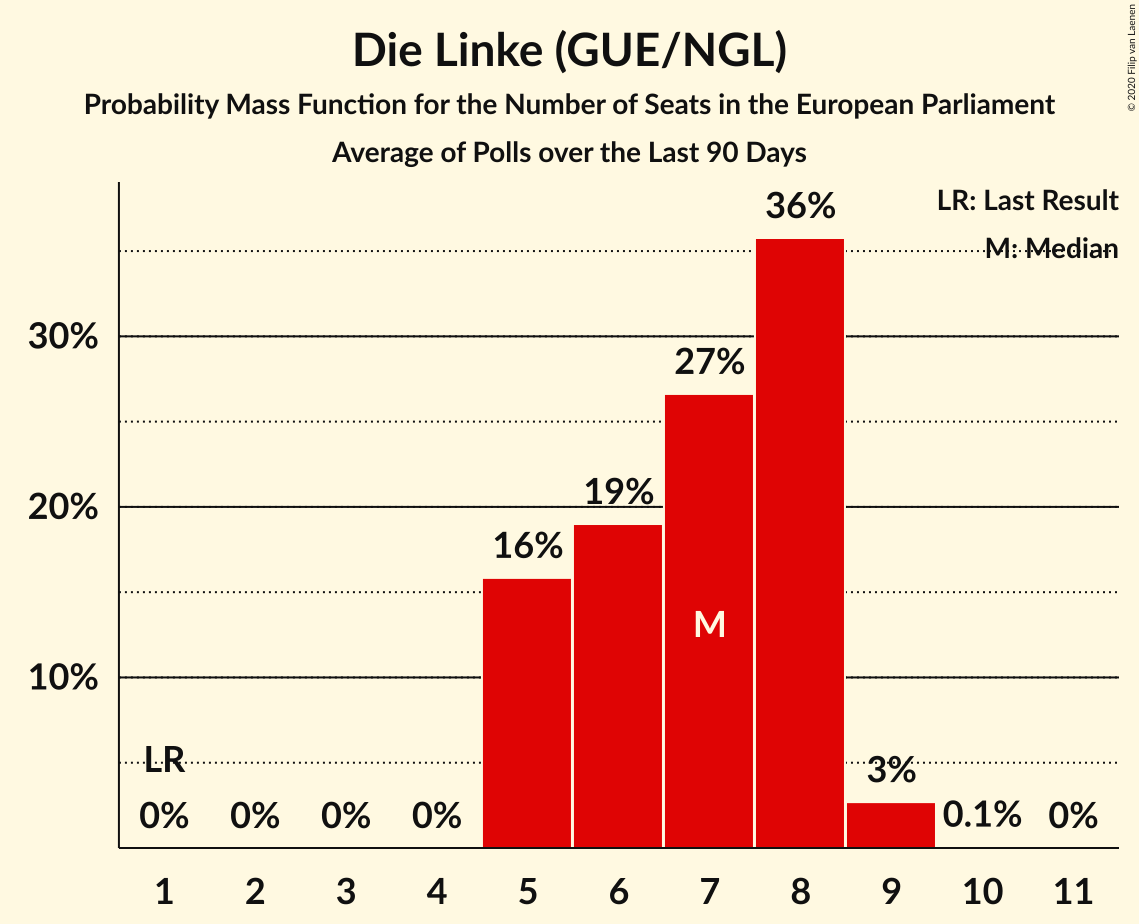 Die Linke (GUE/NGL)
Probability Mass Function for the Number of Seats in the European Parliament
Average of Polls over the Last 90 Days
© 2020 Filip van Laenen
LR: Last Result
M: Median
36%
30%
27%
20%
19%
16%
M
10%
LR
3%
0%
0%
0%
0%
0.1%
0%
1 2 3 4 5 6 7 8 9 10 11